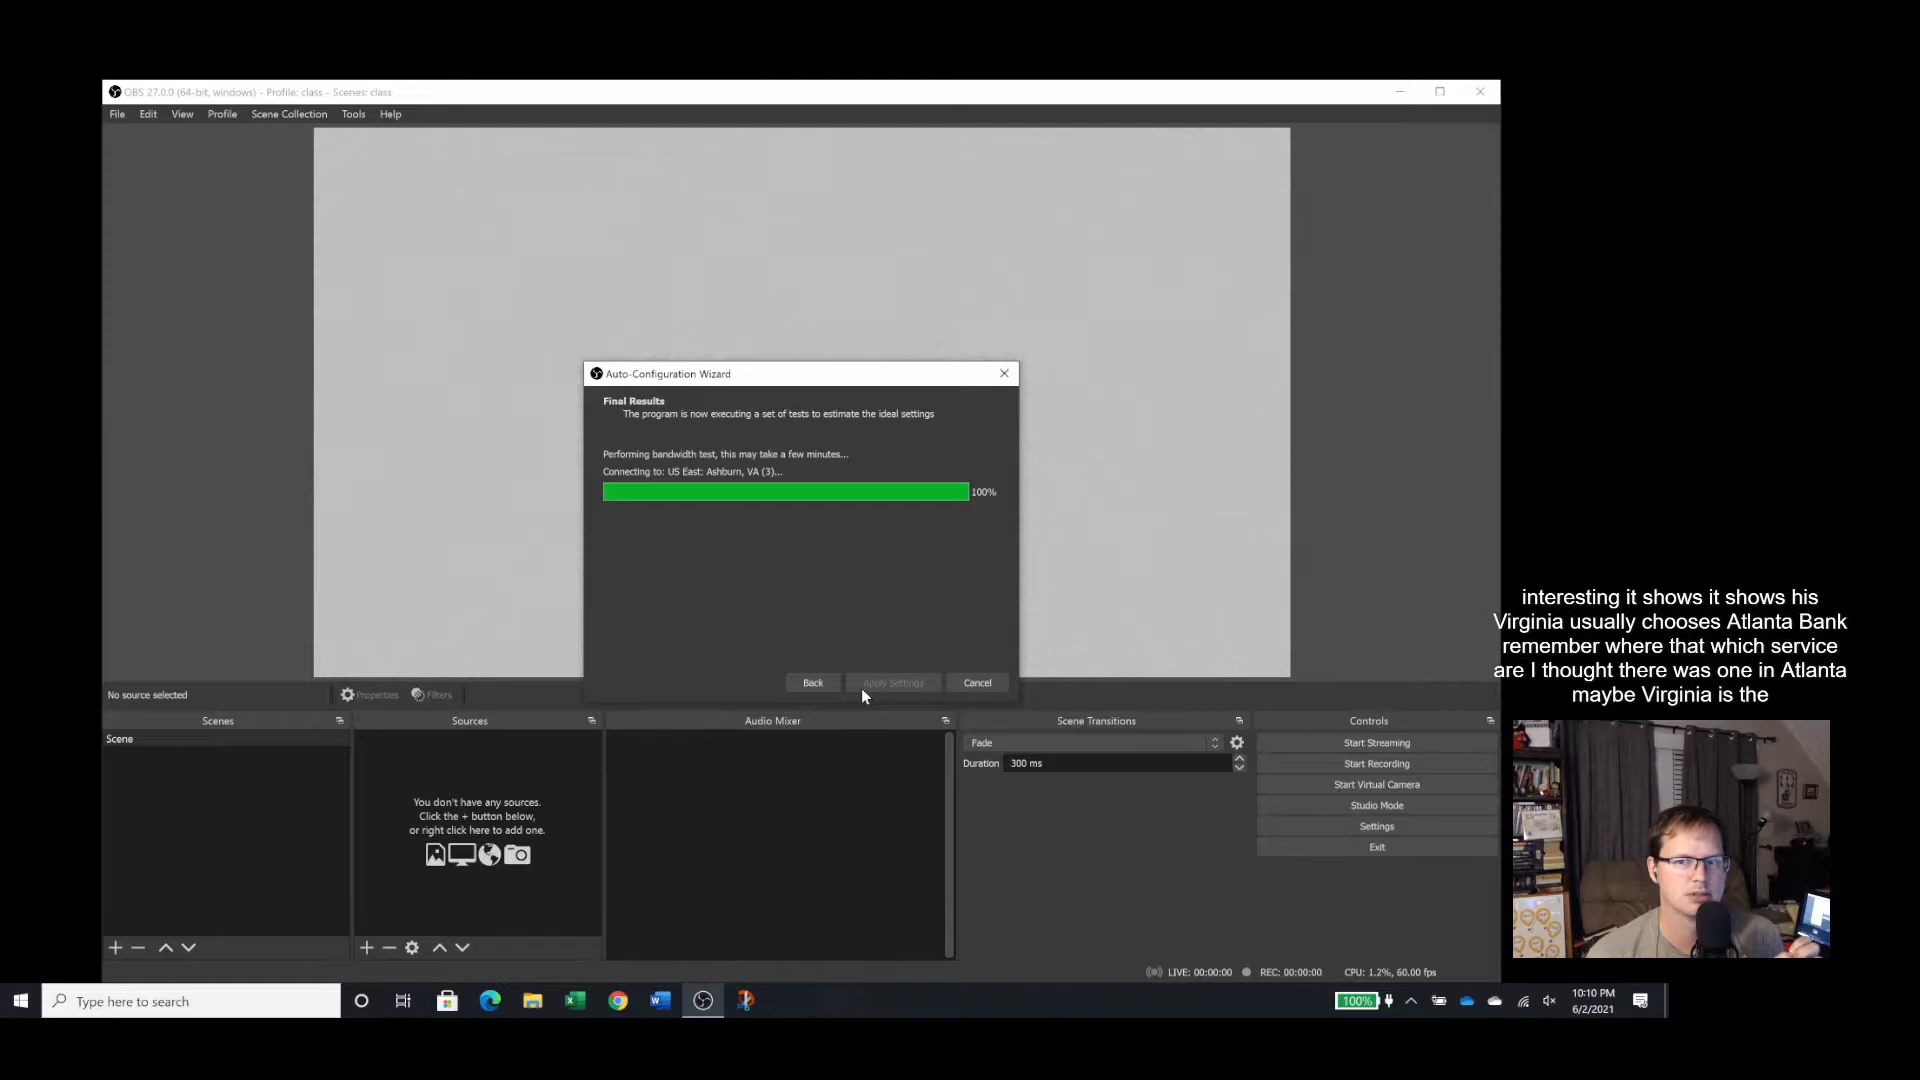 OBS 27.0.0 (64-bit, windows) - Profile: class - Scenes: class
File Edit View Profile Scene Collection Tools Help
Auto-Configuration Wizard
Final Results
The program is now executing a set of tests to estimate the ideal settings
Performing bandwidth test, this may take a few minutes...
Connecting to: US East: Ashburn, VA (3)...
100%
Back Apply Settings Cancel
interesting it shows it shows his
Virginia usually chooses Atlanta Bank
remember where that which service
are I thought there was one in Atlanta
maybe Virginia is the
No source selected Properties Filters
Scenes Sources Audio Mixer Scene Transitions Controls
Scene
You don't have any sources.
Click the + button below,
or right click here to add one.
Fade
Duration 300 ms
Start Streaming
Start Recording
Start Virtual Camera
Studio Mode
Settings
Exit
LIVE: 00:00:00 REC: 00:00:00 CPU: 1.2%, 60.00 fps
Type here to search
100%
10:10 PM
6/2/2021